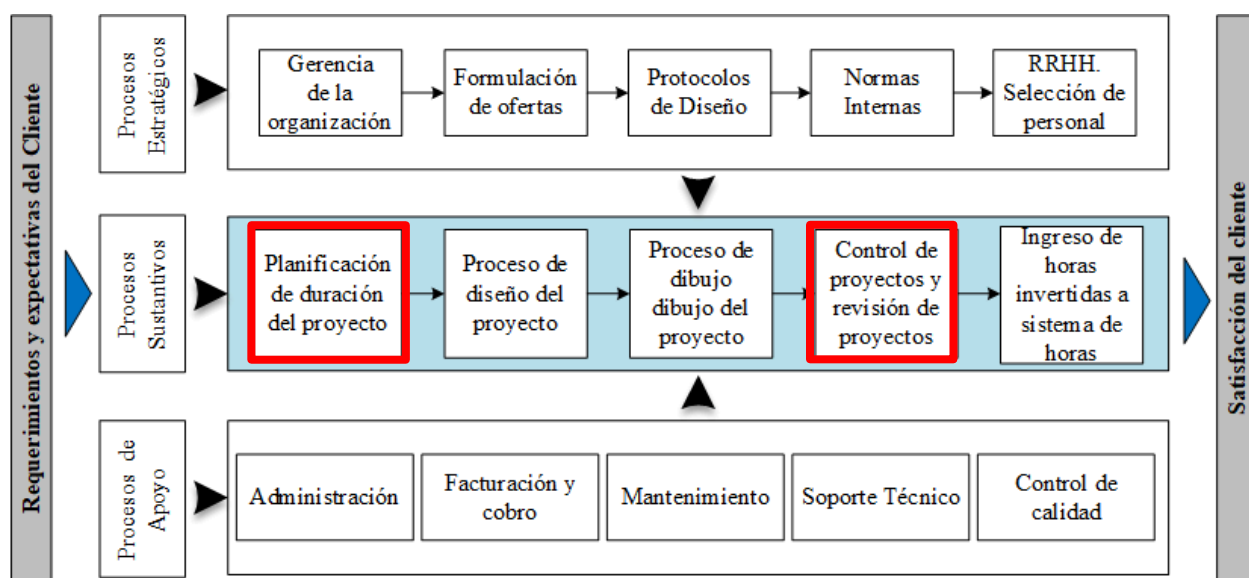 Requerimientos y expectativas del Cliente
Procesos
Estratégicos
Gerencia
de la
organización
Formulación
de ofertas
Protocolos
de Diseño
Normas
Internas
RRHH.
Selección de
personal
Procesos
Sustantivos
Planificación
de duración
del proyecto
Proceso de
diseño del
proyecto
Proceso de
dibujo
dibujo del
proyecto
Control de
proyectos y
revisión de
proyectos
Ingreso de
horas
invertidas a
sistema de
horas
Procesos de
Apoyo
Administración
Facturación y
cobro
Mantenimiento
Soporte Técnico
Control de
calidad
Satisfacción del cliente